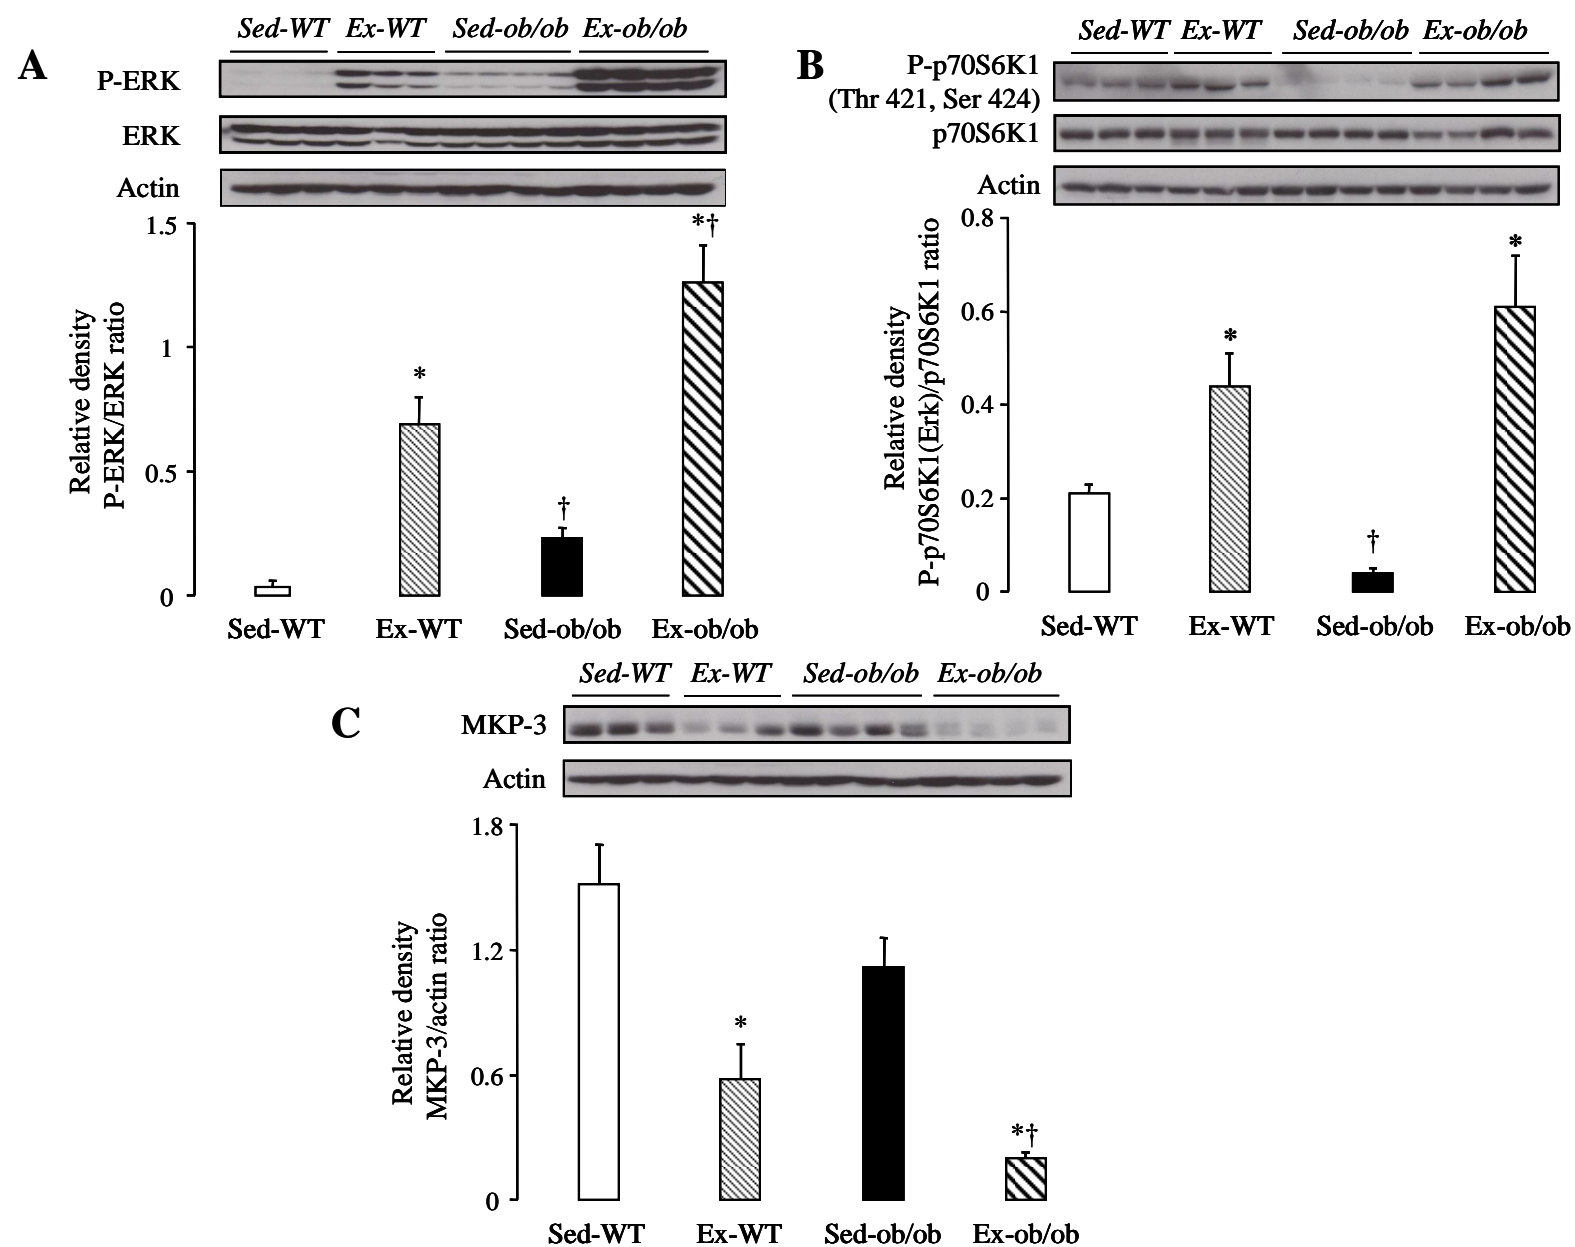 Sed-WT Ex-WT Sed-ob/ob Ex-ob/ob
A
P-ERK
ERK
Actin
1.5
1
0.5
0
Relative density
P-ERK/ERK ratio
*
†
*†
Sed-WT Ex-WT Sed-ob/ob Ex-ob/ob
Sed-WT Ex-WT Sed-ob/ob Ex-ob/ob
B
P-p70S6K1
(Thr 421, Ser 424)
p70S6K1
Actin
0.8
0.6
0.4
0.2
0
Relative density
P-p70S6K1(Erk)/p70S6K1 ratio
*
†
*
Sed-WT Ex-WT Sed-ob/ob Ex-ob/ob
Sed-WT Ex-WT Sed-ob/ob Ex-ob/ob
C
MKP-3
Actin
1.8
1.2
0.6
0
Relative density
MKP-3/actin ratio
*
*†
Sed-WT Ex-WT Sed-ob/ob Ex-ob/ob